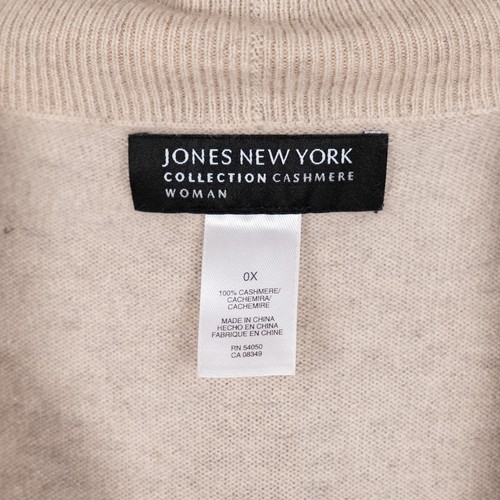 JONES NEW YORK
COLLECTION CASHMERE
WOMAN
0X
100% CASHMERE/
CACHEMIRA/
CACHEMIRE
MADE IN CHINA
HECHO EN CHINA
FABRIQUE EN CHINE
RN 54050
CA 08349